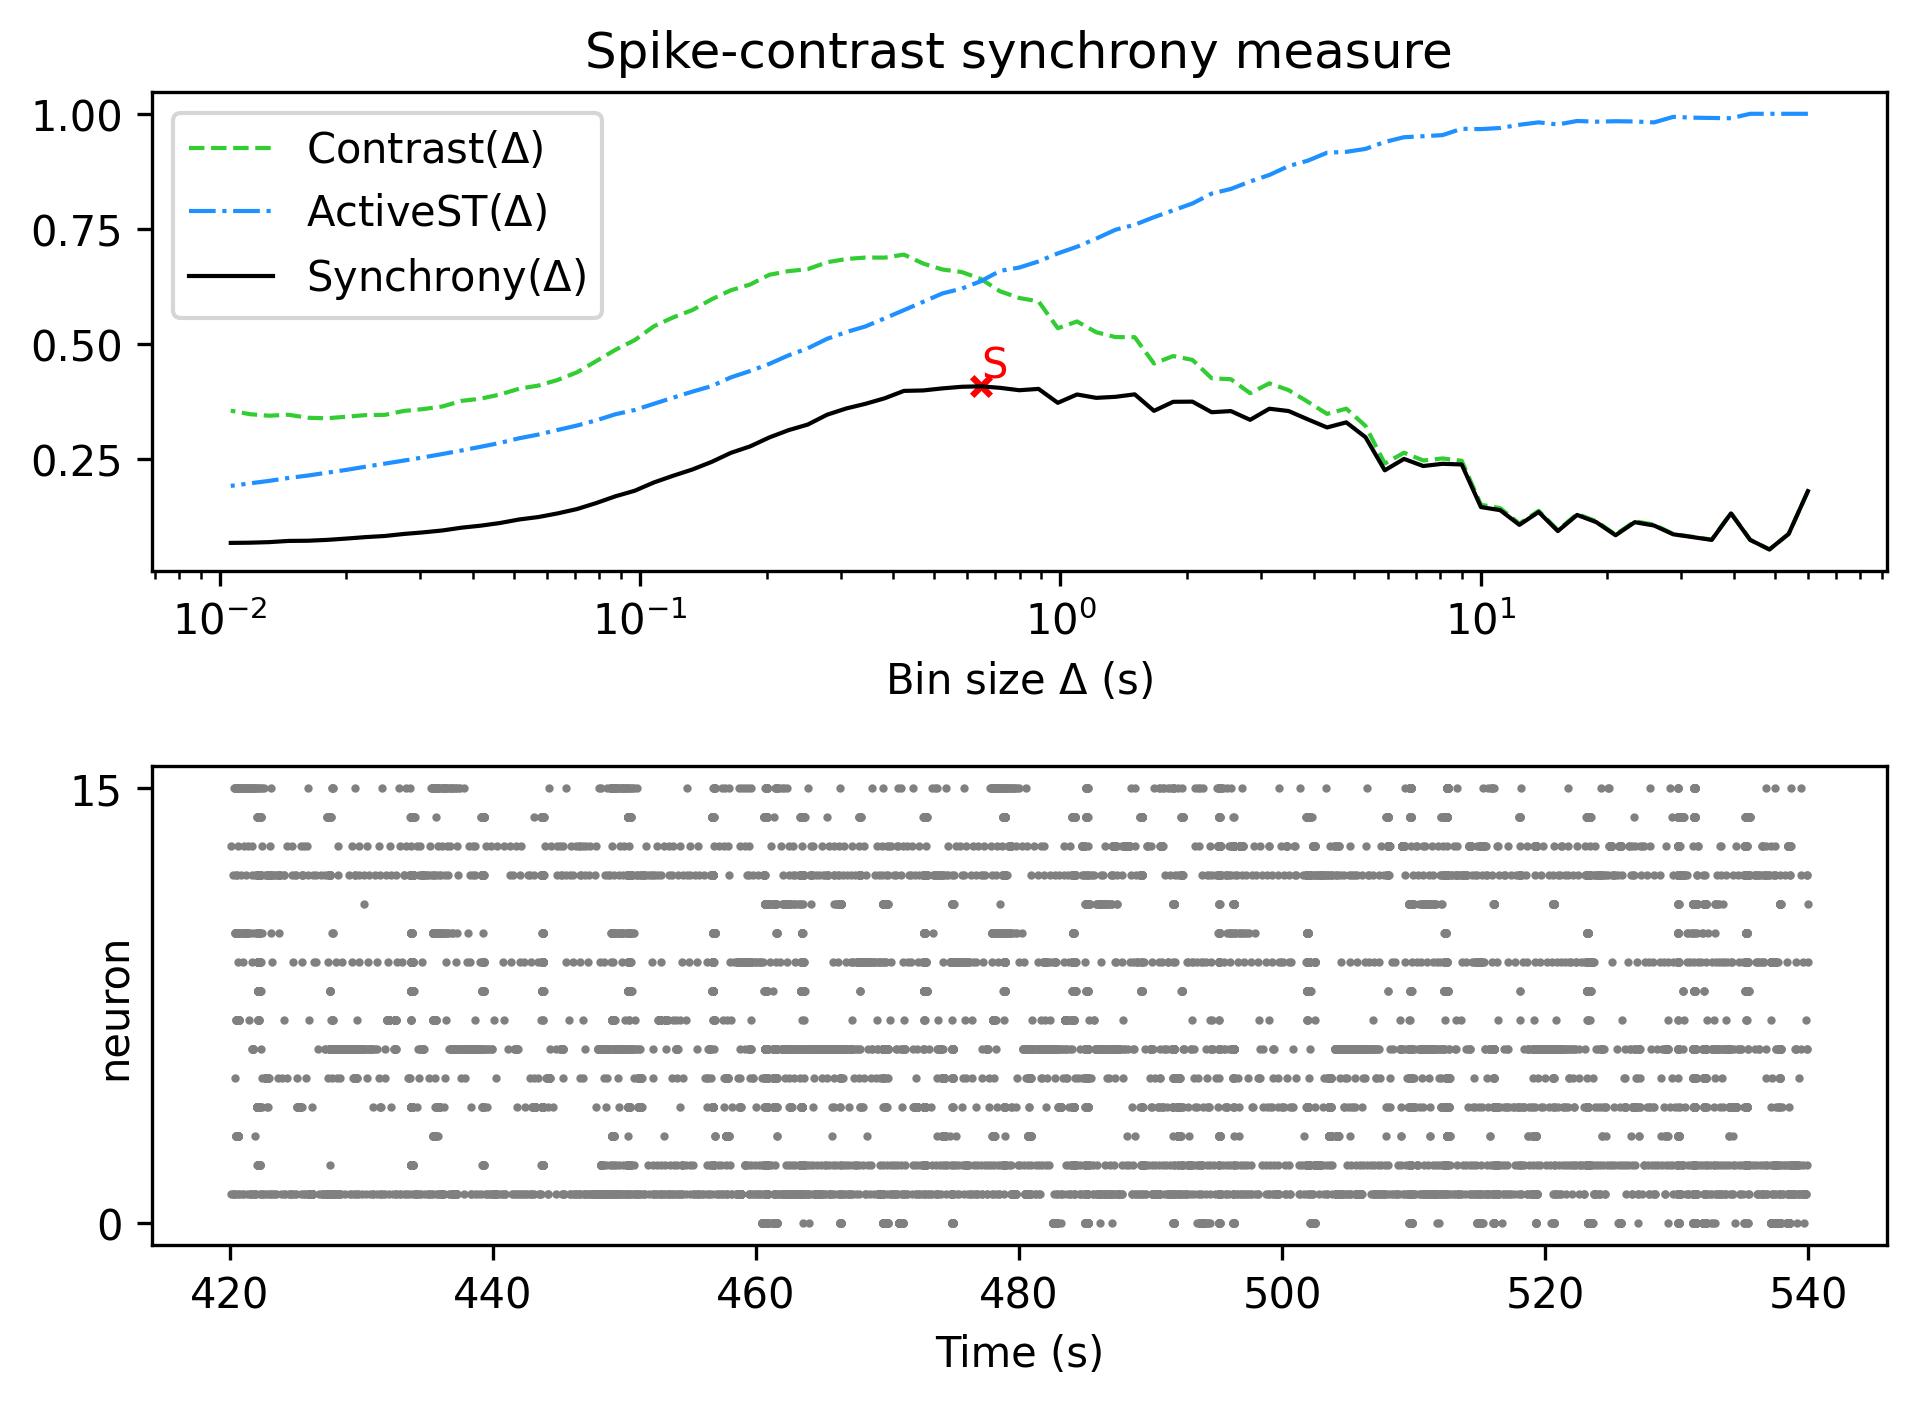 Spike-contrast synchrony measure
1.00
0.75
0.50
0.25
Contrast(Δ)
ActiveST(Δ)
Synchrony(Δ)
S
10⁻² 10⁻¹ 10⁰ 10¹
Bin size Δ (s)
15
neuron
0
420 440 460 480 500 520 540
Time (s)